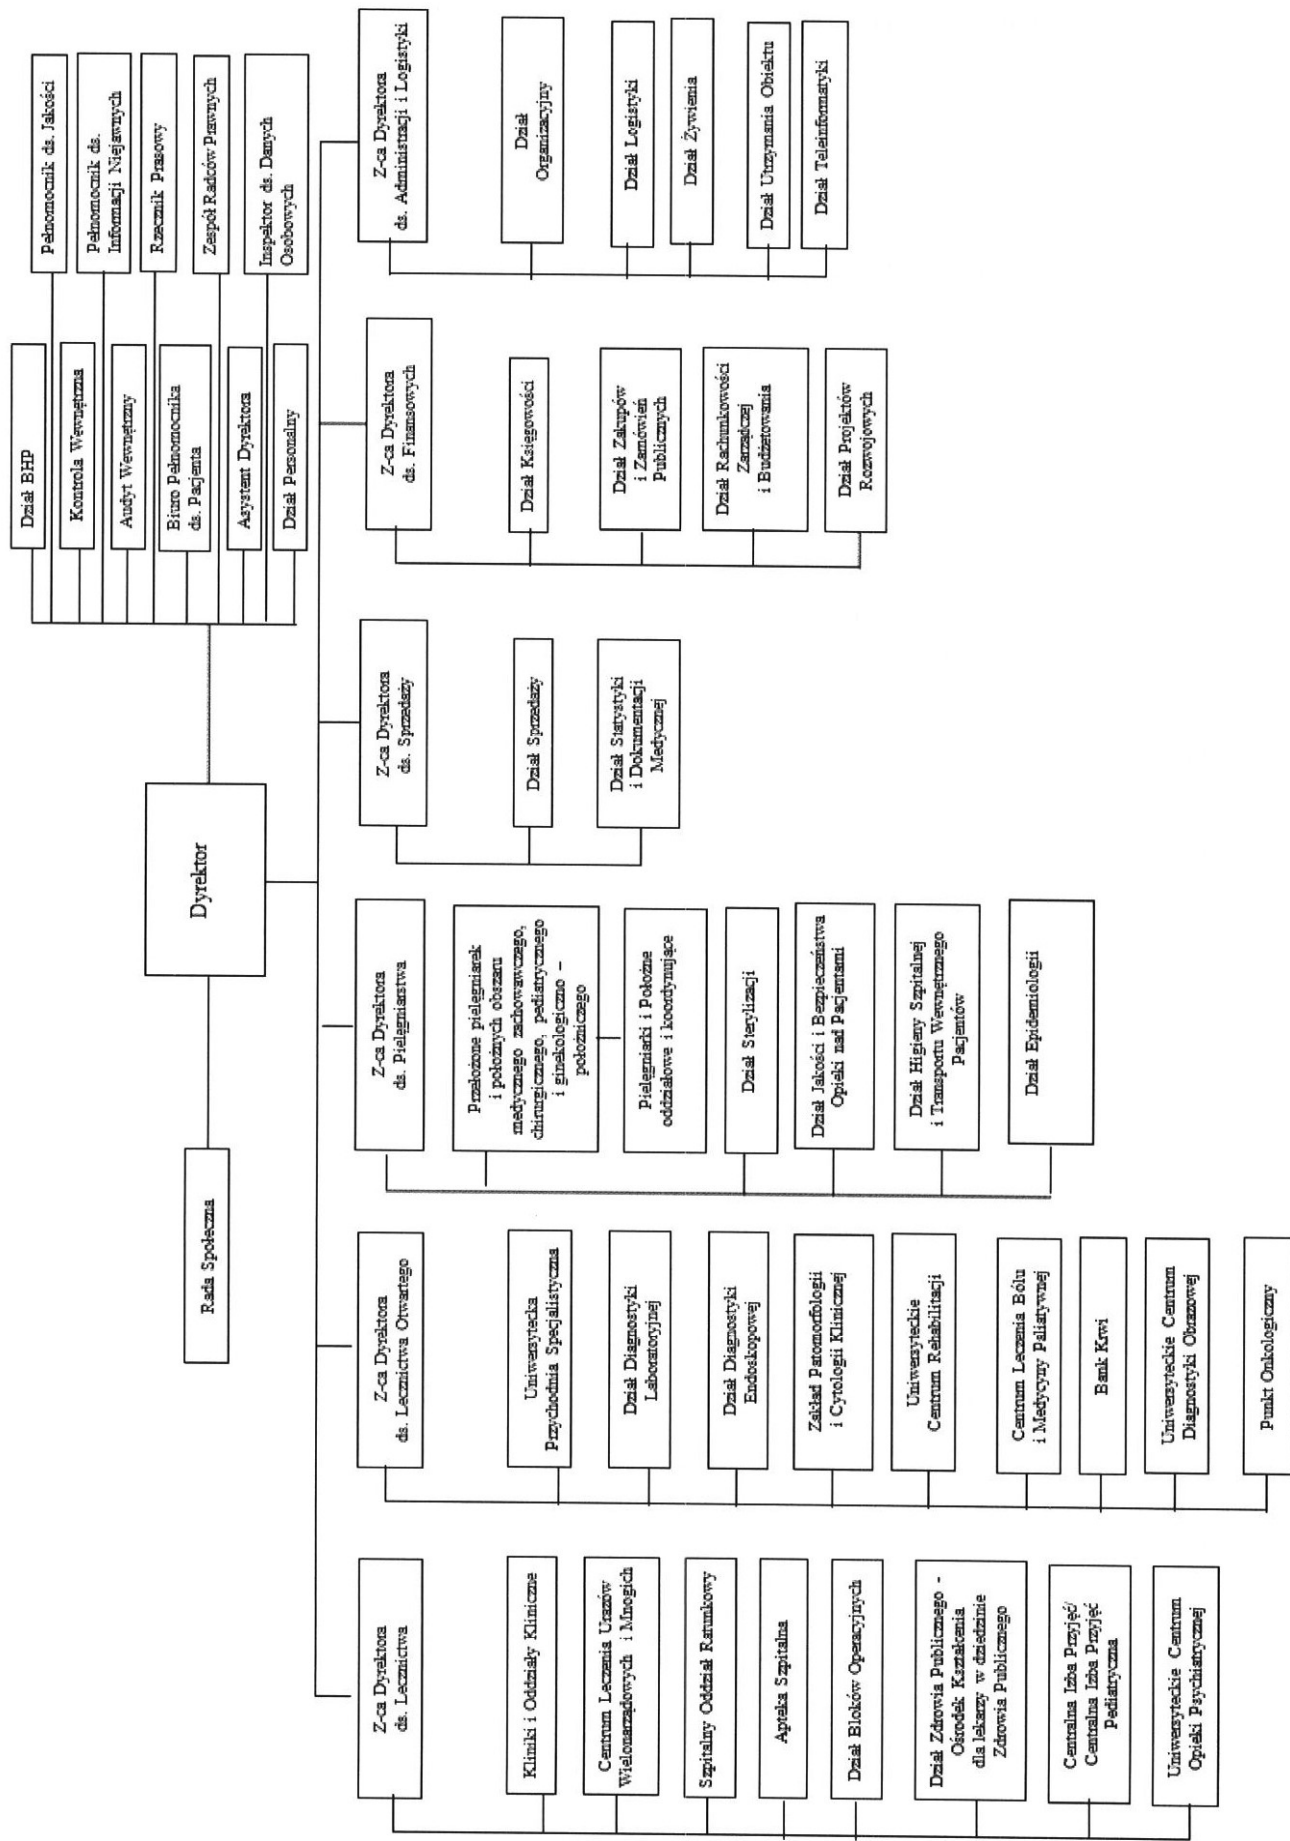 Rada Społeczna
Dyrektor
Dział BHP
Pełnomocnik ds. Jakości
Kontrola Wewnętrzna
Pełnomocnik ds.
Informacji Niejawnych
Audyt Wewnętrzny
Rzecznik Prasowy
Biuro Pełnomocnika
ds. Pacjenta
Zespół Radców Prawnych
Asystent Dyrektora
Inspektor ds. Danych
Osobowych
Dział Personalny
Z-ca Dyrektora
ds. Lecznictwa
Kliniki i Oddziały Kliniczne
Centrum Leczenia Urazów
Wielonarządowych i Mnogich
Szpitalny Oddział Ratunkowy
Apteka Szpitalna
Dział Bloków Operacyjnych
Dział Zdrowia Publicznego -
Ośrodek Kształcenia
dla lekarzy w dziedzinie
Zdrowia Publicznego
Centralna Izba Przyjęć/
Centralna Izba Przyjęć
Pediatryczna
Uniwersyteckie Centrum
Opieki Psychiatrycznej
Z-ca Dyrektora
ds. Lecznictwa Otwartego
Uniwersytecka
Przychodnia Specjalistyczna
Dział Diagnostyki
Laboratoryjnej
Dział Diagnostyki
Endoskopowej
Zakład Patomorfologii
i Cytologii Klinicznej
Uniwersyteckie
Centrum Rehabilitacji
Centrum Leczenia Bólu
i Medycyny Paliatywnej
Bank Krwi
Uniwersyteckie Centrum
Diagnostyki Obrazowej
Punkt Onkologiczny
Z-ca Dyrektora
ds. Pielęgniarstwa
Przełożone pielęgniarek
i położnych obszaru
medycznego zachowawczego,
chirurgicznego, pediatrycznego
i ginekologiczno –
położniczego
Pielęgniarki i Położne
oddziałowe i koordynujące
Dział Sterylizacji
Dział Jakości i Bezpieczeństwa
Opieki nad Pacjentami
Dział Higieny Szpitalnej
i Transportu Wewnętrznego
Pacjentów
Dział Epidemiologii
Z-ca Dyrektora
ds. Sprzedaży
Dział Sprzedaży
Dział Statystyki
i Dokumentacji
Medycznej
Z-ca Dyrektora
ds. Finansowych
Dział Księgowości
Dział Zakupów
i Zamówień
Publicznych
Dział Rachunkowości
Zarządczej
i Budżetowania
Dział Projektów
Rozwojowych
Z-ca Dyrektora
ds. Administracji i Logistyki
Dział
Organizacyjny
Dział Logistyki
Dział Żywienia
Dział Utrzymania Obiektu
Dział Teleinformatyki